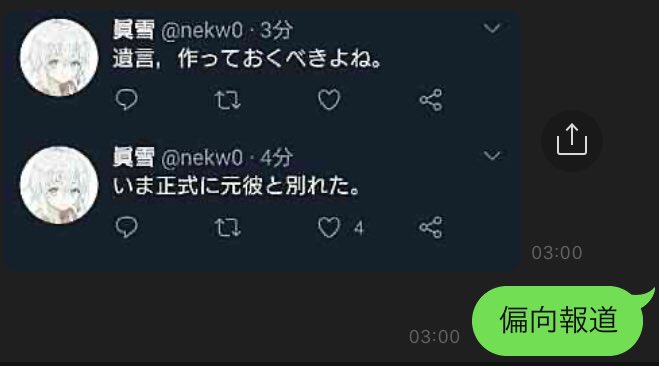 眞雪 @nekw0 · 3分
遺言，作っておくべきよね。
眞雪 @nekw0 · 4分
いま正式に元彼と別れた。
4
03:00
偏向報道
03:00